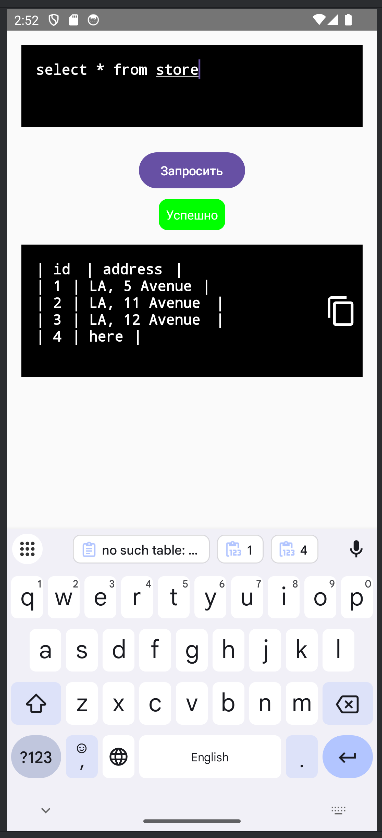 2:52
select * from store
Запросить
Успешно
| id | address |
| 1 | LA, 5 Avenue |
| 2 | LA, 11 Avenue |
| 3 | LA, 12 Avenue |
| 4 | here |
no such table: ... 123 1 123 4
q1 w2 e3 r4 t5 y6 u7 i8 o9 p0
a s d f g h j k l
z x c v b n m
?123 , English .